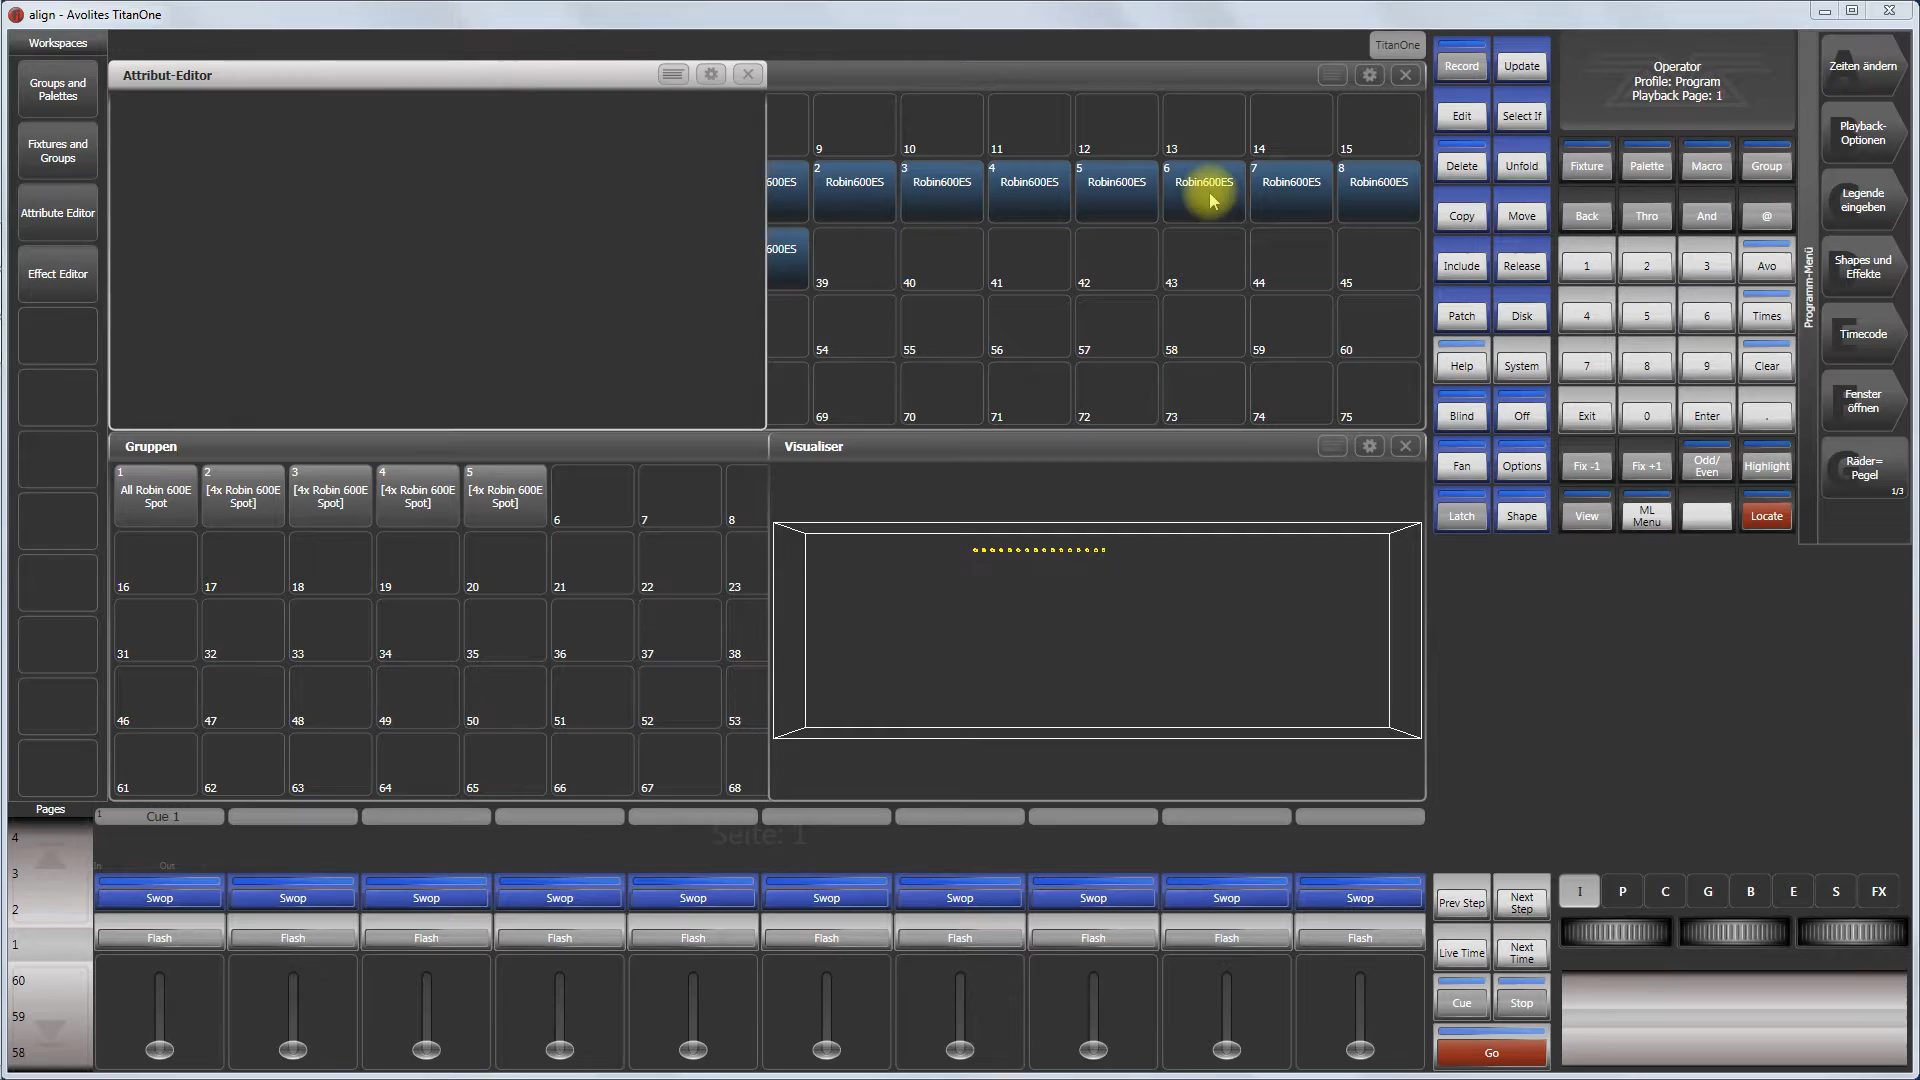 align - Avolites TitanOne
Workspaces
Groups and
Palettes
Fixtures and
Groups
Attribute Editor
Effect Editor
Attribut-Editor
TitanOne
9
10
11
12
13
14
15
600ES
2
Robin600ES
3
Robin600ES
4
Robin600ES
5
Robin600ES
6
Robin600ES
7
Robin600ES
8
Robin600ES
600ES
39
40
41
42
43
44
45
54
55
56
57
58
59
60
69
70
71
72
73
74
75
Gruppen
1
All Robin 600E
Spot
2
[4x Robin 600E
Spot]
3
[4x Robin 600E
Spot]
4
[4x Robin 600E
Spot]
5
[4x Robin 600E
Spot]
6
7
8
16
17
18
19
20
21
22
23
31
32
33
34
35
36
37
38
46
47
48
49
50
51
52
53
61
62
63
64
65
66
67
68
Visualiser
Record
Update
Edit
Select If
Delete
Unfold
Copy
Move
Include
Release
Patch
Disk
Help
System
Blind
Off
Fan
Options
Latch
Shape
Operator
Profile: Program
Playback Page: 1
Fixture
Palette
Macro
Group
Back
Thro
And
@
1
2
3
Avo
4
5
6
Times
7
8
9
Clear
Exit
0
Enter
.
Fix -1
Fix +1
Odd/
Even
Highlight
View
ML
Menu
Locate
Programm-Menü
Zeiten ändern
Playback-
Optionen
Legende
eingeben
Shapes und
Effekte
Timecode
Fenster
öffnen
Räder=
Pegel
1/3
Pages
4
3
2
1
60
59
58
1
Cue 1
Seite: 1
In
Out
Swop
Swop
Swop
Swop
Swop
Swop
Swop
Swop
Swop
Swop
Flash
Flash
Flash
Flash
Flash
Flash
Flash
Flash
Flash
Flash
Prev Step
Next
Step
Live Time
Next
Time
Cue
Stop
Go
I
P
C
G
B
E
S
FX